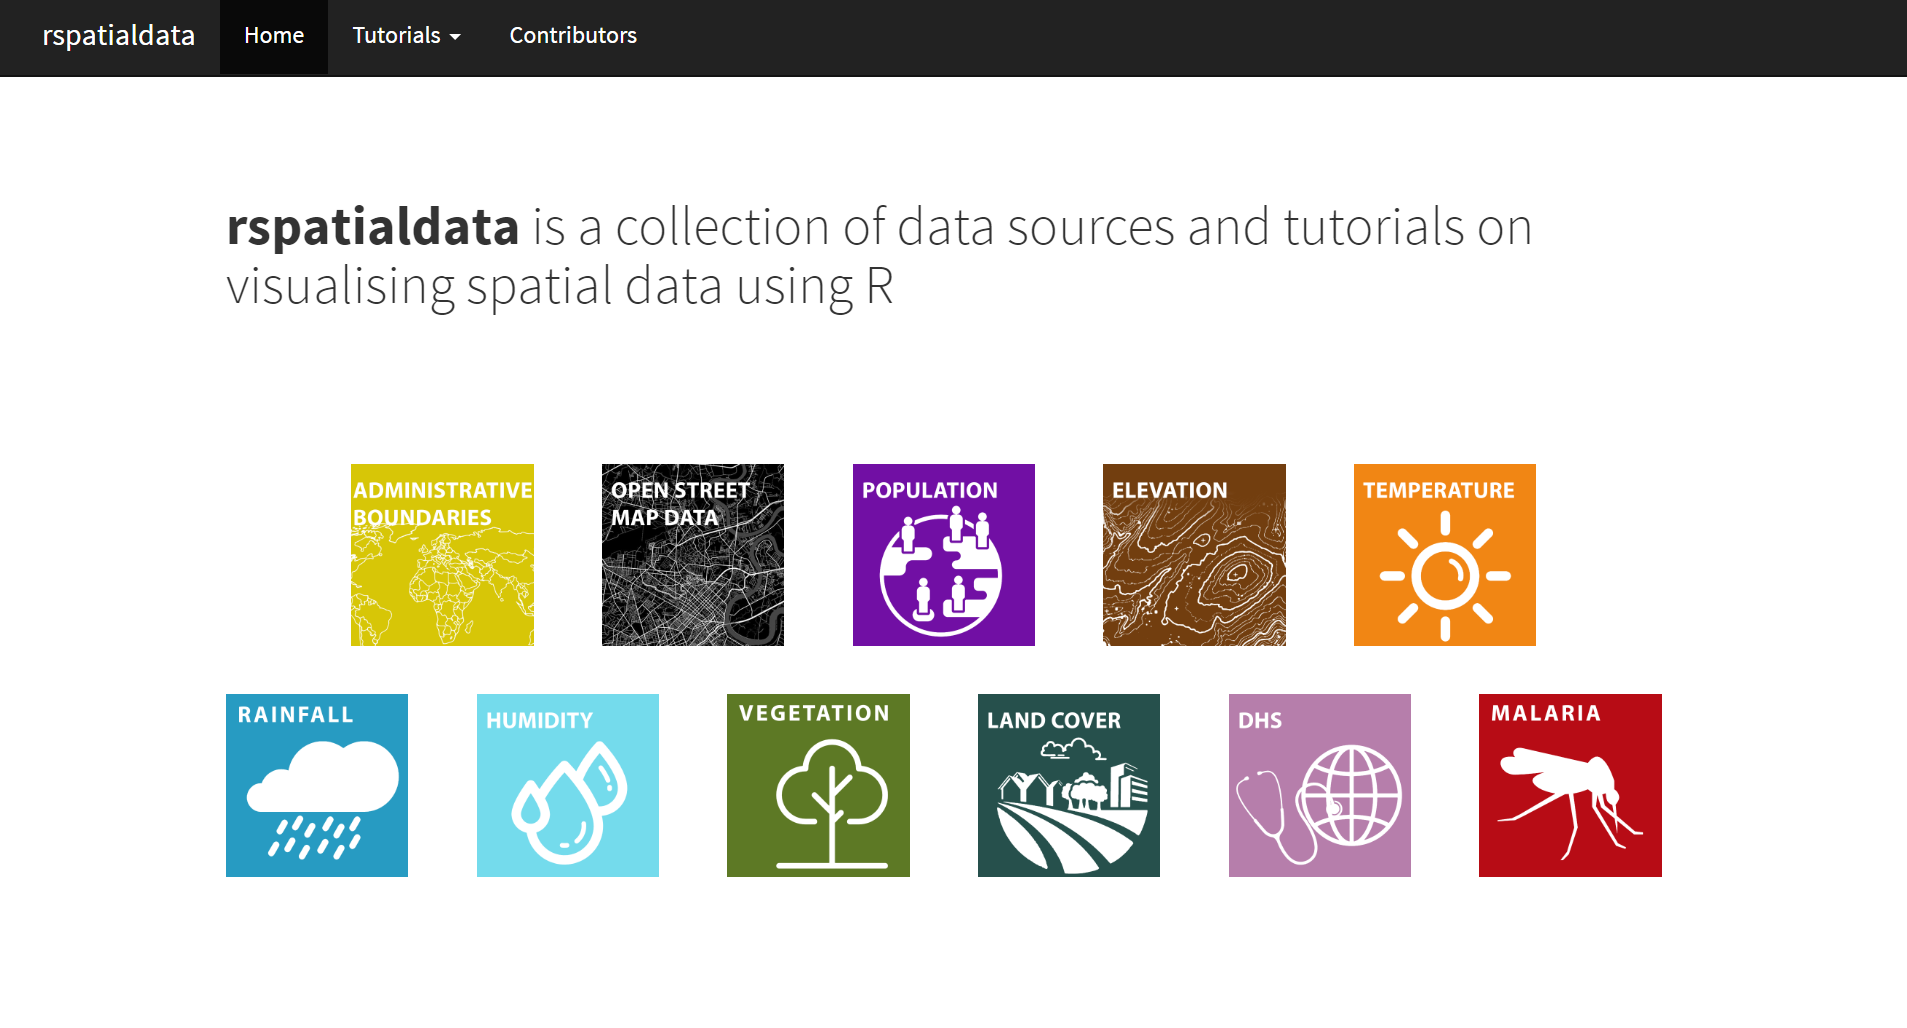 rspatialdata Home Tutorials Contributors
rspatialdata is a collection of data sources and tutorials on
visualising spatial data using R
ADMINISTRATIVE
BOUNDARIES
OPEN STREET
MAP DATA
POPULATION
ELEVATION
TEMPERATURE
RAINFALL
HUMIDITY
VEGETATION
LAND COVER
DHS
MALARIA